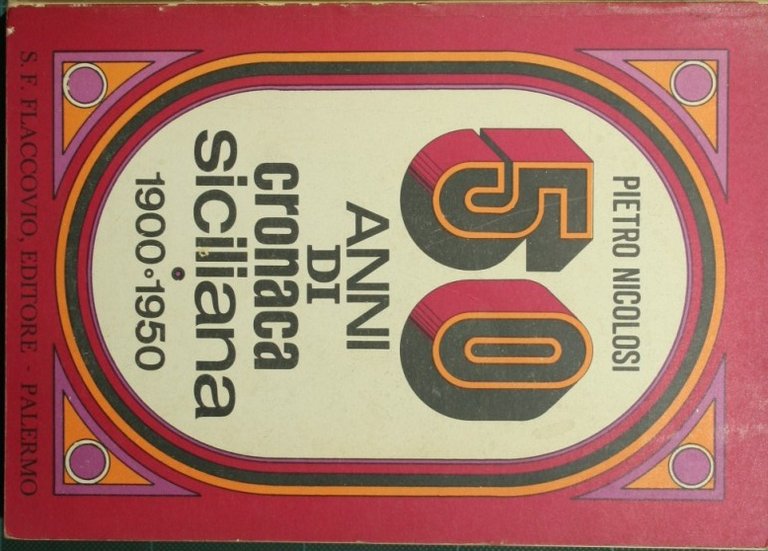 PIETRO NICOLOSI
50
ANNI
DI
cronaca
siciliana
1900•1950
S. F. FLACCOVIO, EDITORE - PALERMO